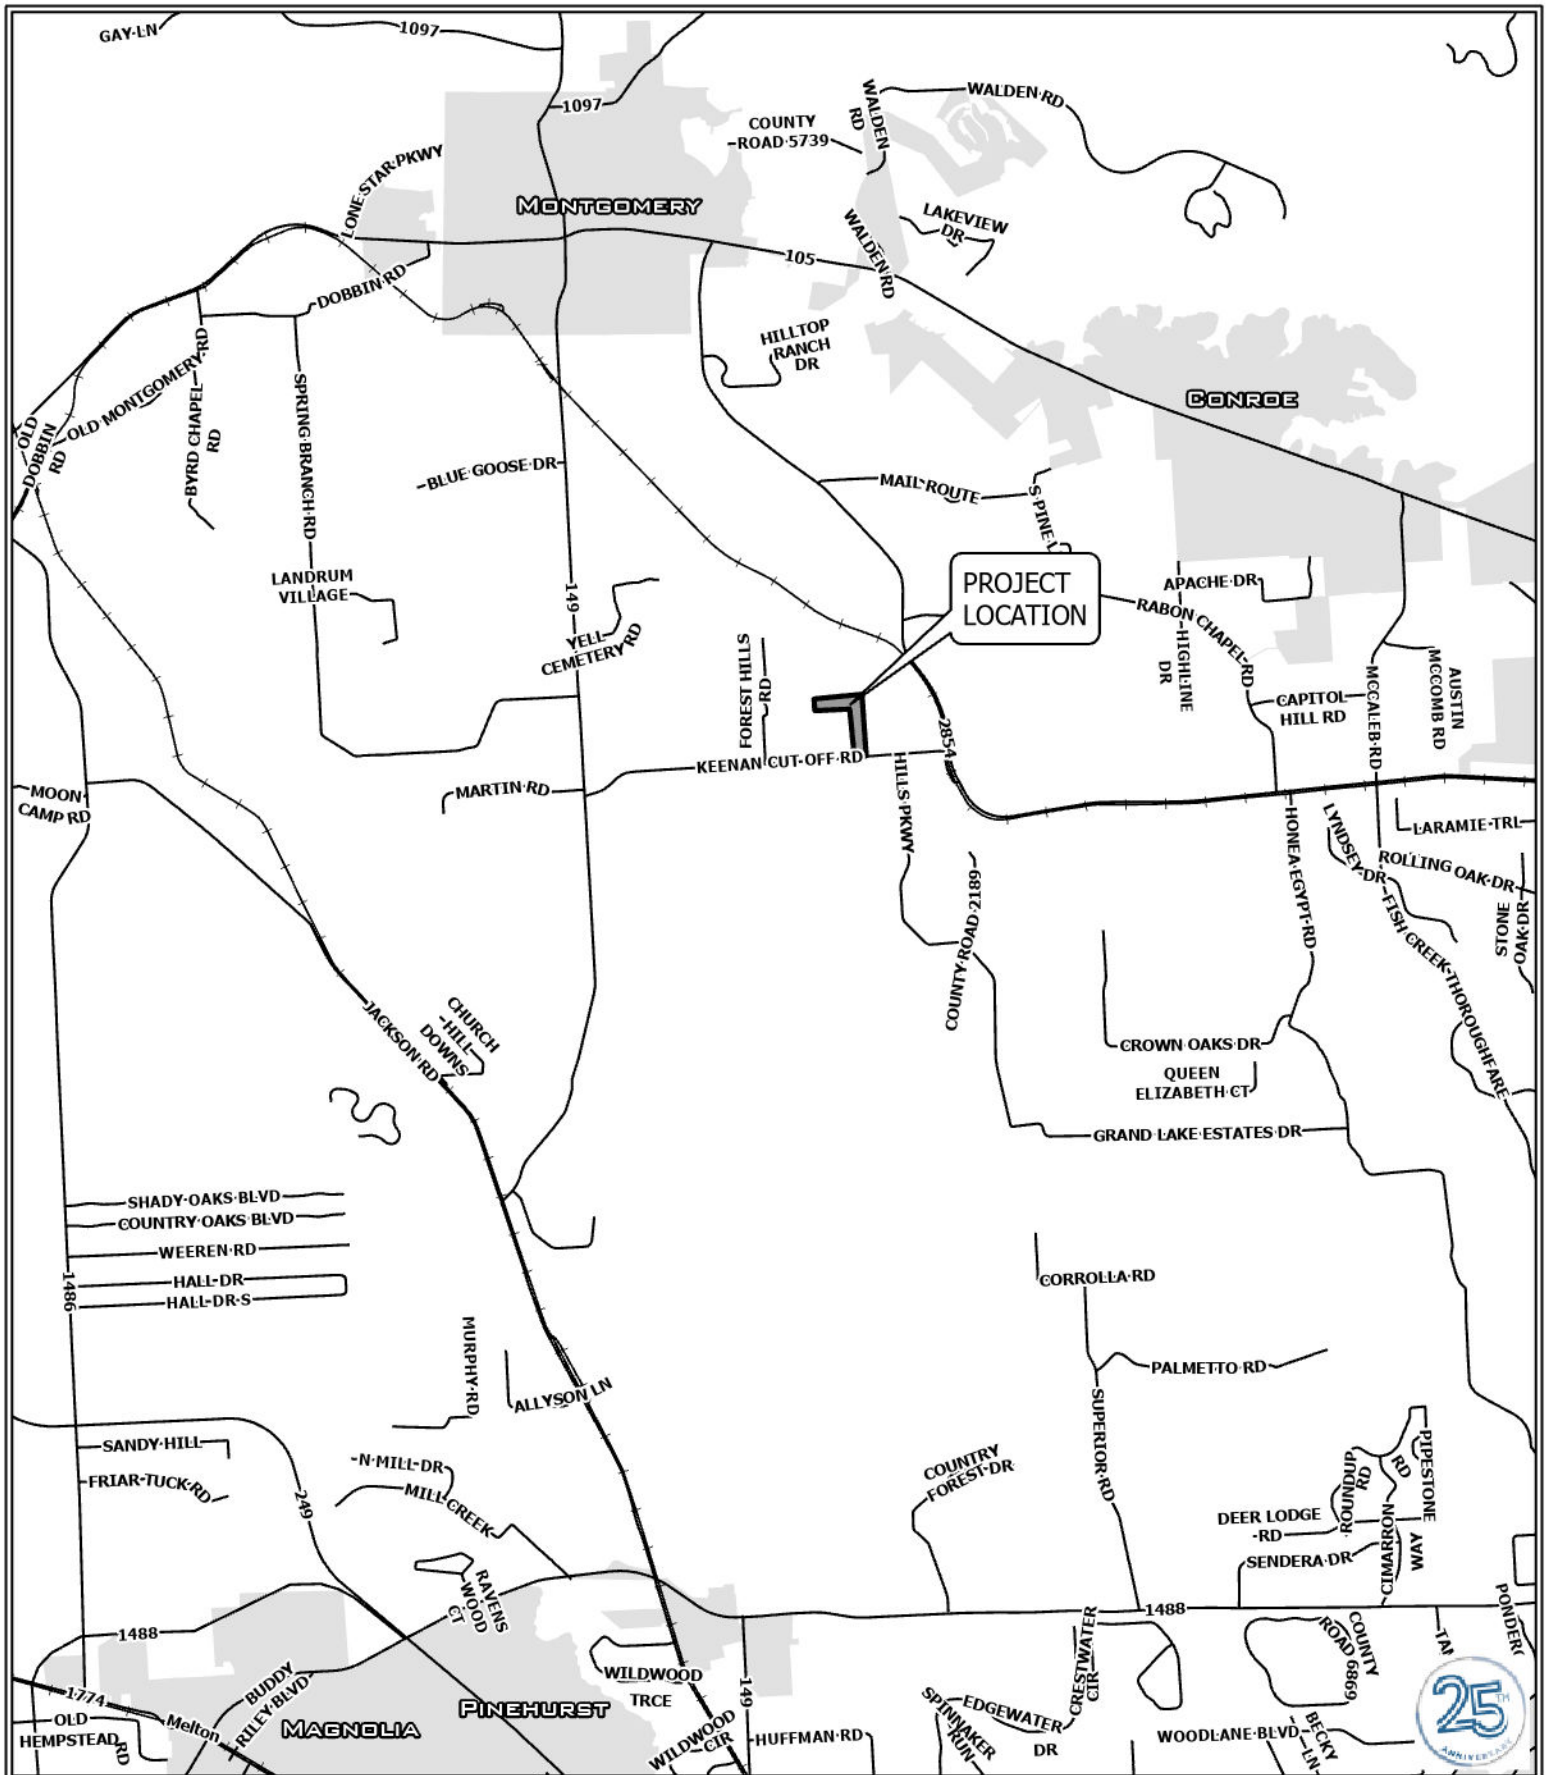 GAY LN
1097
1097
WALDEN
RD
WALDEN RD
COUNTY
ROAD 5739
LONE STAR PKWY
MONTGOMERY
LAKEVIEW
DR
WALDEN RD
105
DOBBIN RD
HILLTOP
RANCH
DR
OLD MONTGOMERY RD
OLD
DOBBIN
RD
BYRD CHAPEL
RD
SPRING BRANCH RD
CONROE
BLUE GOOSE DR
MAIL ROUTE
S PINE L
LANDRUM
VILLAGE
149
YELL
CEMETERY RD
PROJECT
LOCATION
APACHE DR
RABON CHAPEL RD
HIGHLINE
DR
FOREST HILLS
RD
CAPITOL
HILL RD
MCCALEB RD
AUSTIN
MCCOMB RD
2854
KEENAN CUT-OFF RD
HILLS PKWY
MARTIN RD
MOON
CAMP RD
HONEA EGYPT RD
LYNDSEY DR
LARAMIE TRL
ROLLING OAK DR
STONE
OAK DR
FISH CREEK THOROUGHFARE
COUNTY ROAD 2189
JACKSON RD
CHURCH
HILL
DOWNS
CROWN OAKS DR
QUEEN
ELIZABETH CT
GRAND LAKE ESTATES DR
SHADY OAKS BLVD
COUNTRY OAKS BLVD
WEEREN RD
HALL DR
HALL DR S
1486
CORROLLA RD
MURPHY RD
ALLYSON LN
PALMETTO RD
SUPERIOR RD
SANDY HILL
FRIAR TUCK RD
249
N MILL DR
MILL CREEK
COUNTRY
FOREST DR
ROUNDUP
RD
RD
PIPESTONE
DEER LODGE
RD
SENDERA DR
CIMARRON
WAY
RAVENS
WOOD
CT
1488
1488
PONDER
COUNTY
ROAD 6899
TA
CRESTWATER
CIR
WILDWOOD
TRCE
149
BUDDY
RILEY BLVD
1774
Melton
PINEHURST
MAGNOLIA
OLD
HEMPSTEAD RD
WILDWOOD
CIR
HUFFMAN RD
SPINNAKER
RUN
EDGEWATER
DR
WOODLANE BLVD
BECKY
LN
25TH
ANNIVERSARY